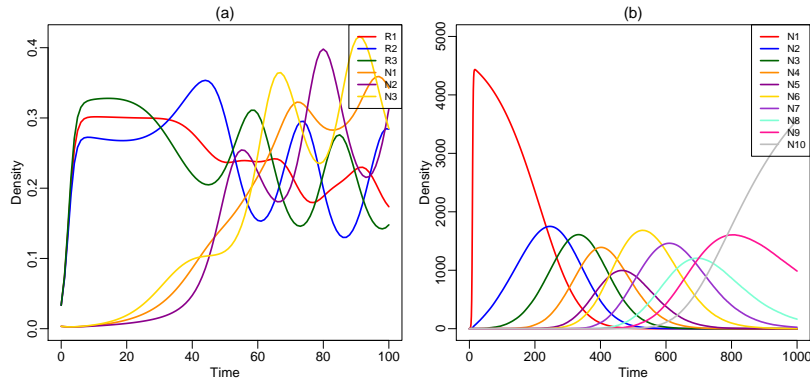 (a)
Density
0.0
0.1
0.2
0.3
0.4
0
20
40
60
80
100
Time
R1
R2
R3
N1
N2
N3
(b)
Density
0
1000
2000
3000
4000
5000
0
200
400
600
800
1000
Time
N1
N2
N3
N4
N5
N6
N7
N8
N9
N10